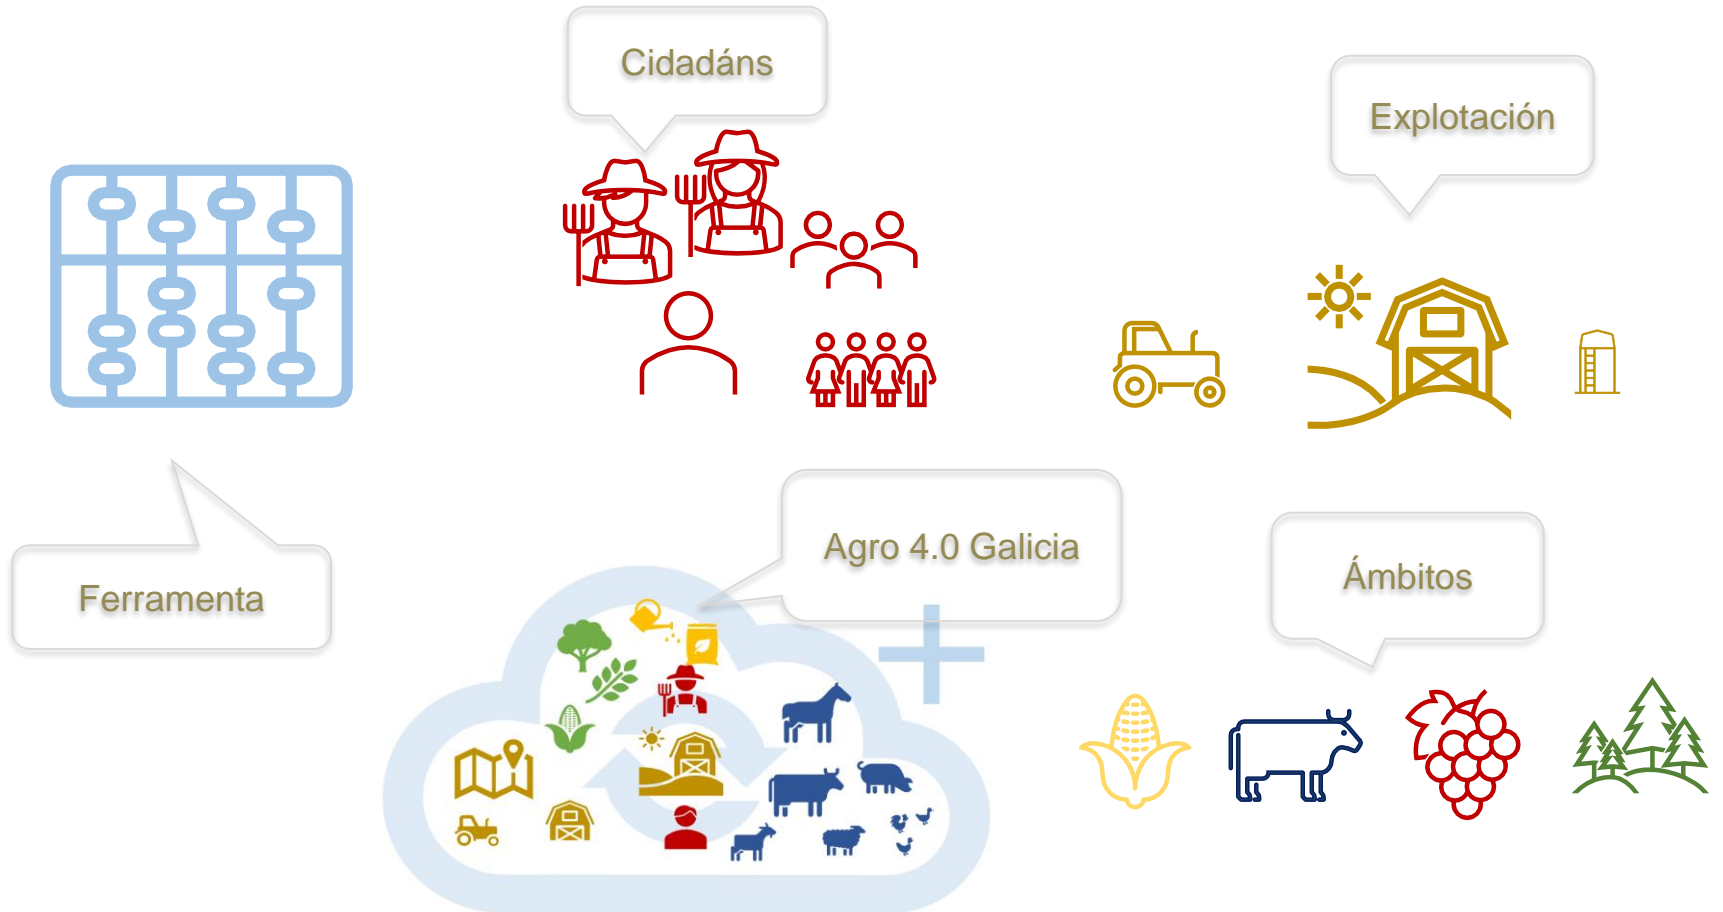 Cidadáns
Explotación
Agro 4.0 Galicia
Ferramenta
Ámbitos